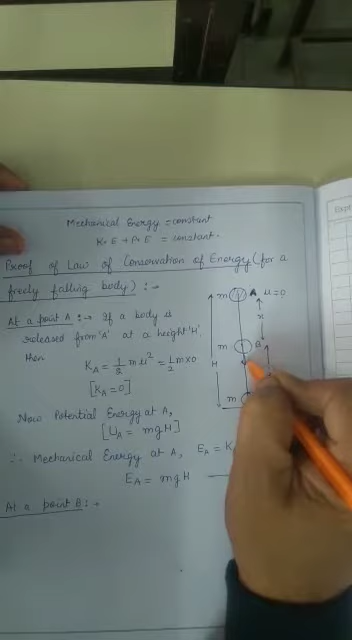 Mechanical Energy = constant
K.E + P.E = constant.
Proof of Law of Conservation of Energy (for a
freely falling body) : →
At a point A :→ If a body is
released from 'A' at a height 'H'.
then
K_A = 1/2 mu² = 1/2 m×0
[K_A = 0]
Now Potential Energy at A,
[U_A = mgH]
∴ Mechanical Energy at A, E_A = K
E_A = mgH —
At a point B : →
m A u=0
x
m B
H
m